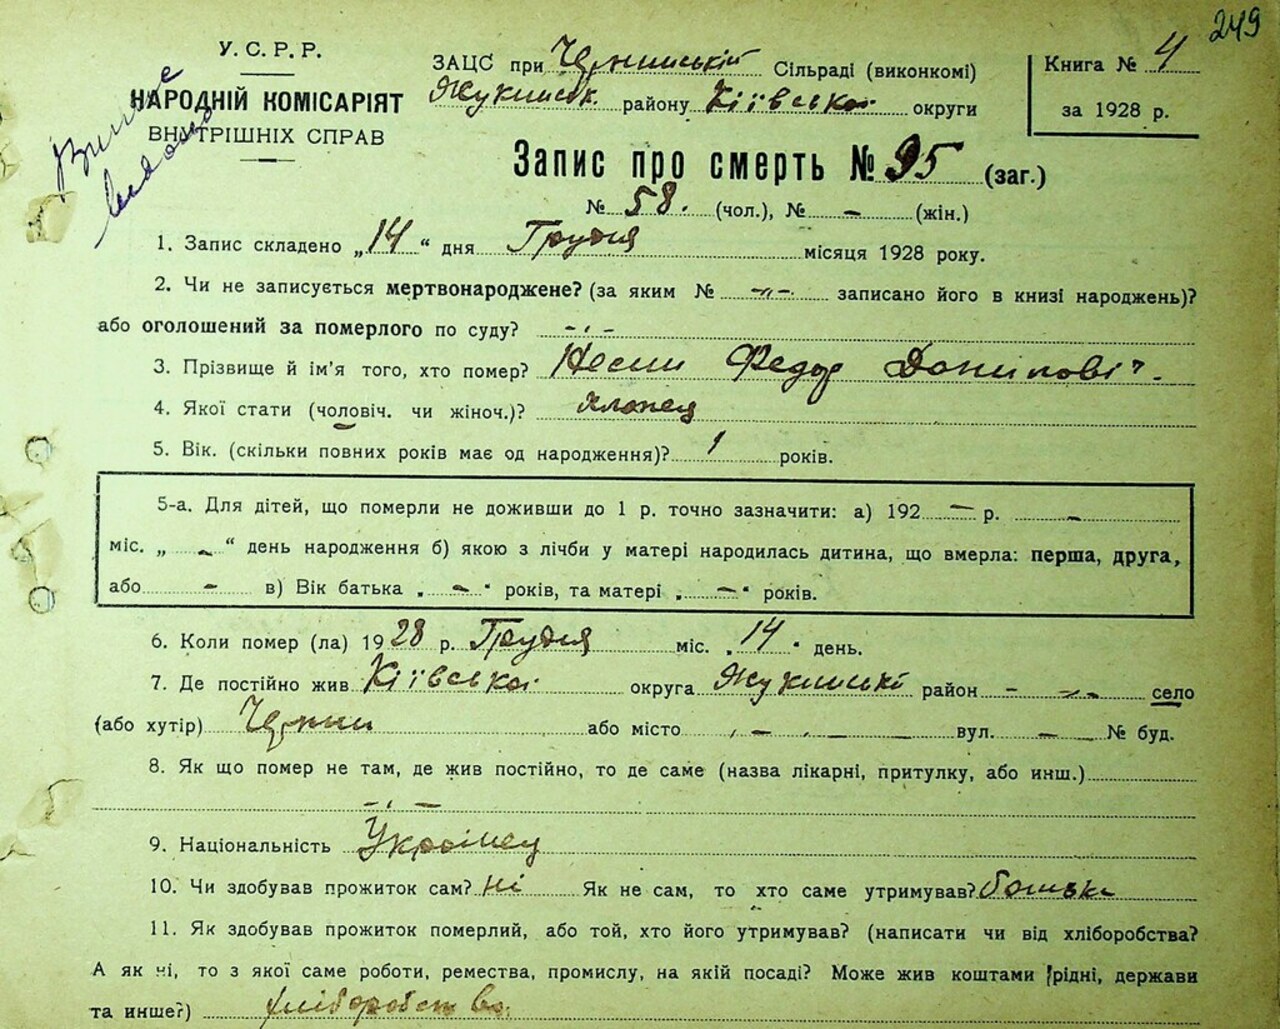 249
У.С.Р.Р.
НАРОДНІЙ КОМІСАРІЯТ
ВНУТРІШНІХ СПРАВ
ЗАЦС при Сільраді (виконкомі)
Жукинськ. району Київської округи
Книга № 4
за 1928 р.
Запис про смерть № 95 (заг.)
№ 58. (чол.), № — (жін.)
1. Запис складено „14“ дня Грудня місяця 1928 року.
2. Чи не записується мертвонароджене? (за яким № -„- записано його в книзі народжень)?
або оголошений за померлого по суду? - ‚ -
3. Прізвище й ім'я того, хто помер? Федор Данилові
4. Якої стати (чоловіч. чи жіноч.)? хлопец
5. Вік. (скільки повних років має од народження)? 1 років.
5-а. Для дітей, що померли не доживши до 1 р. точно зазначити: а) 192 — р. —
міс. „ — “ день народження б) якою з лічби у матері народилась дитина, що вмерла: перша, друга,
або — в) Вік батька „ — “ років, та матері „ — “ років.
6. Коли помер (ла) 1928 р. Грудня міс. „14“ день.
7. Де постійно жив Київської округа Жукинські район - -„- село
(або хутір) або місто - вул. — № буд.
8. Як що помер не там, де жив постійно, то де саме (назва лікарні, притулку, або инш.)
- ‚ -
9. Національність Українец
10. Чи здобував прожиток сам? ні Як не сам, то хто саме утримував? батьки
11. Як здобував прожиток померлий, або той, хто його утримував? (написати чи від хліборобства?
А як ні, то з якої саме роботи, ремества, промислу, на якій посаді? Може жив коштами рідні, держави
та инше?) хліборобство.